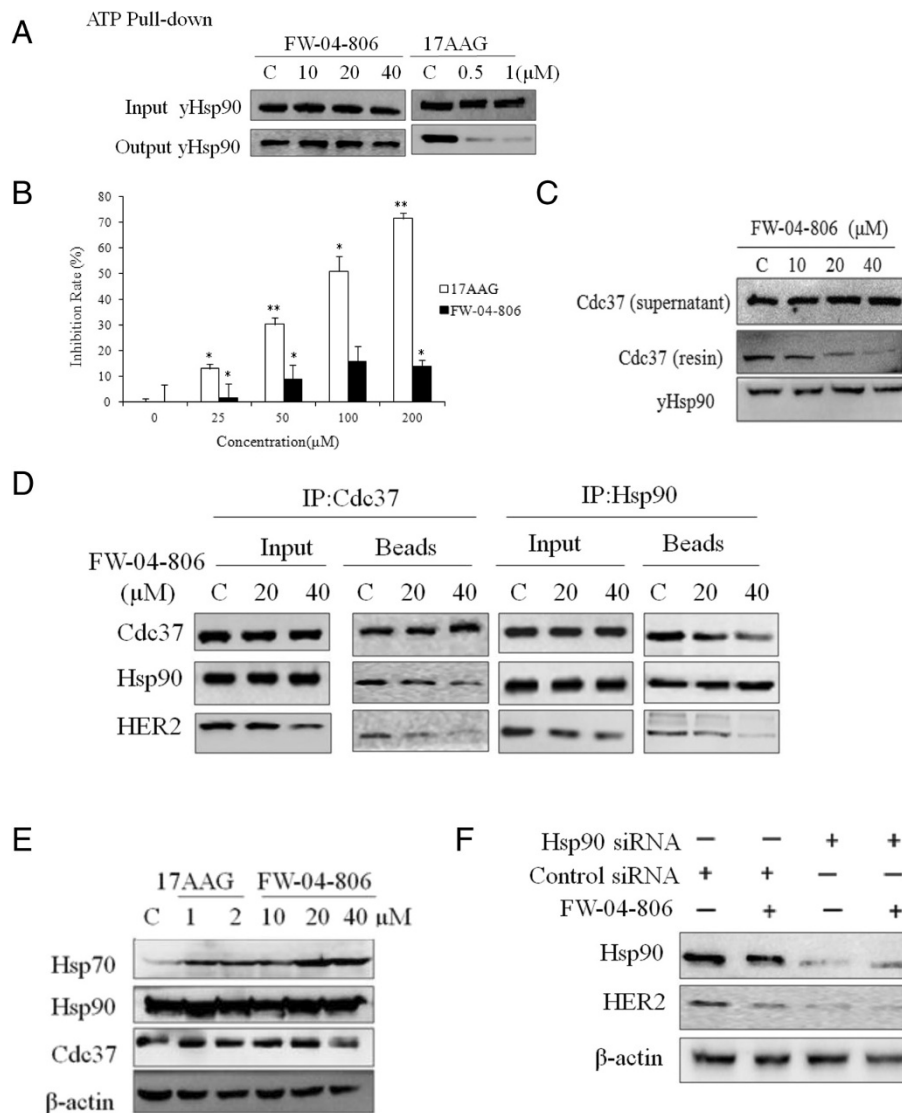 A
ATP Pull-down
FW-04-806 17AAG
C 10 20 40 C 0.5 1(μM)
Input yHsp90
Output yHsp90
B
80
70
60
50
40
30
20
10
0
Inhibition Rate (%)
* * ** * * ** *
17AAG
FW-04-806
0 25 50 100 200
Concentration(μM)
C
FW-04-806 (μM)
C 10 20 40
Cdc37 (supernatant)
Cdc37 (resin)
yHsp90
D
IP:Cdc37 IP:Hsp90
Input Beads Input Beads
FW-04-806
(μM) C 20 40 C 20 40 C 20 40 C 20 40
Cdc37
Hsp90
HER2
E
17AAG FW-04-806
C 1 2 10 20 40 μM
Hsp70
Hsp90
Cdc37
β-actin
F
Hsp90 siRNA − − + +
Control siRNA + + − −
FW-04-806 − + − +
Hsp90
HER2
β-actin